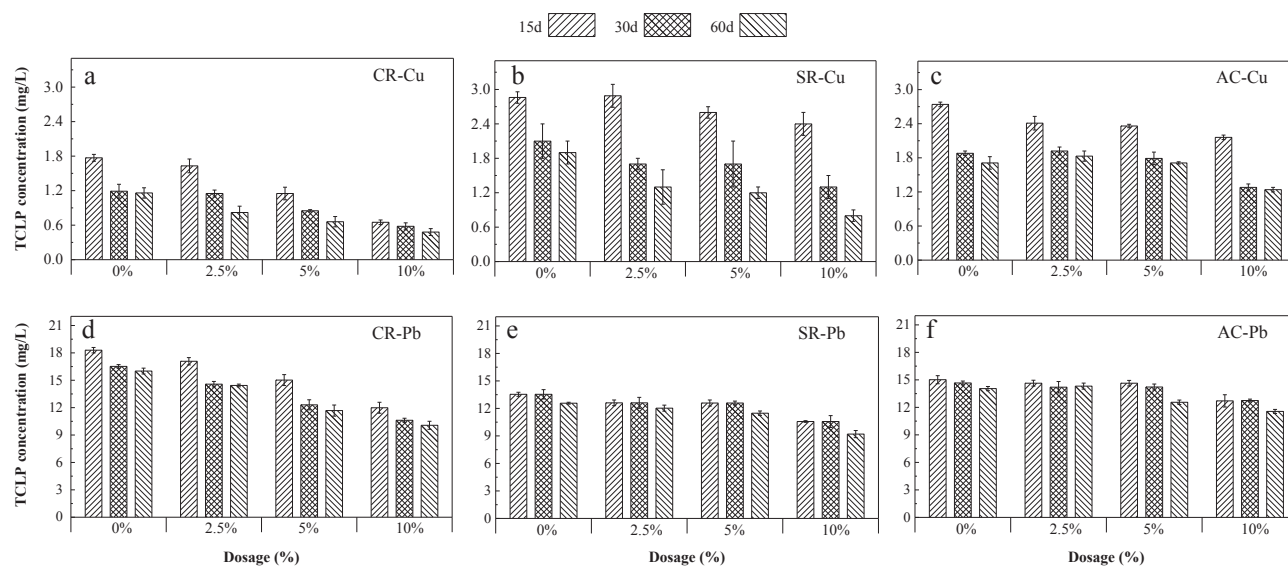 15d 30d 60d
TCLP concentration (mg/L)
3.0
2.4
1.8
1.2
0.6
0.0
a
CR-Cu
0% 2.5% 5% 10%
3.0
2.4
1.8
1.2
0.6
0.0
b
SR-Cu
0% 2.5% 5% 10%
3.0
2.4
1.8
1.2
0.6
0.0
c
AC-Cu
0% 2.5% 5% 10%
TCLP concentration (mg/L)
21
18
15
12
9
6
3
0
d
CR-Pb
0% 2.5% 5% 10%
Dosage (%)
21
18
15
12
9
6
3
0
e
SR-Pb
0% 2.5% 5% 10%
Dosage (%)
21
18
15
12
9
6
3
0
f
AC-Pb
0% 2.5% 5% 10%
Dosage (%)